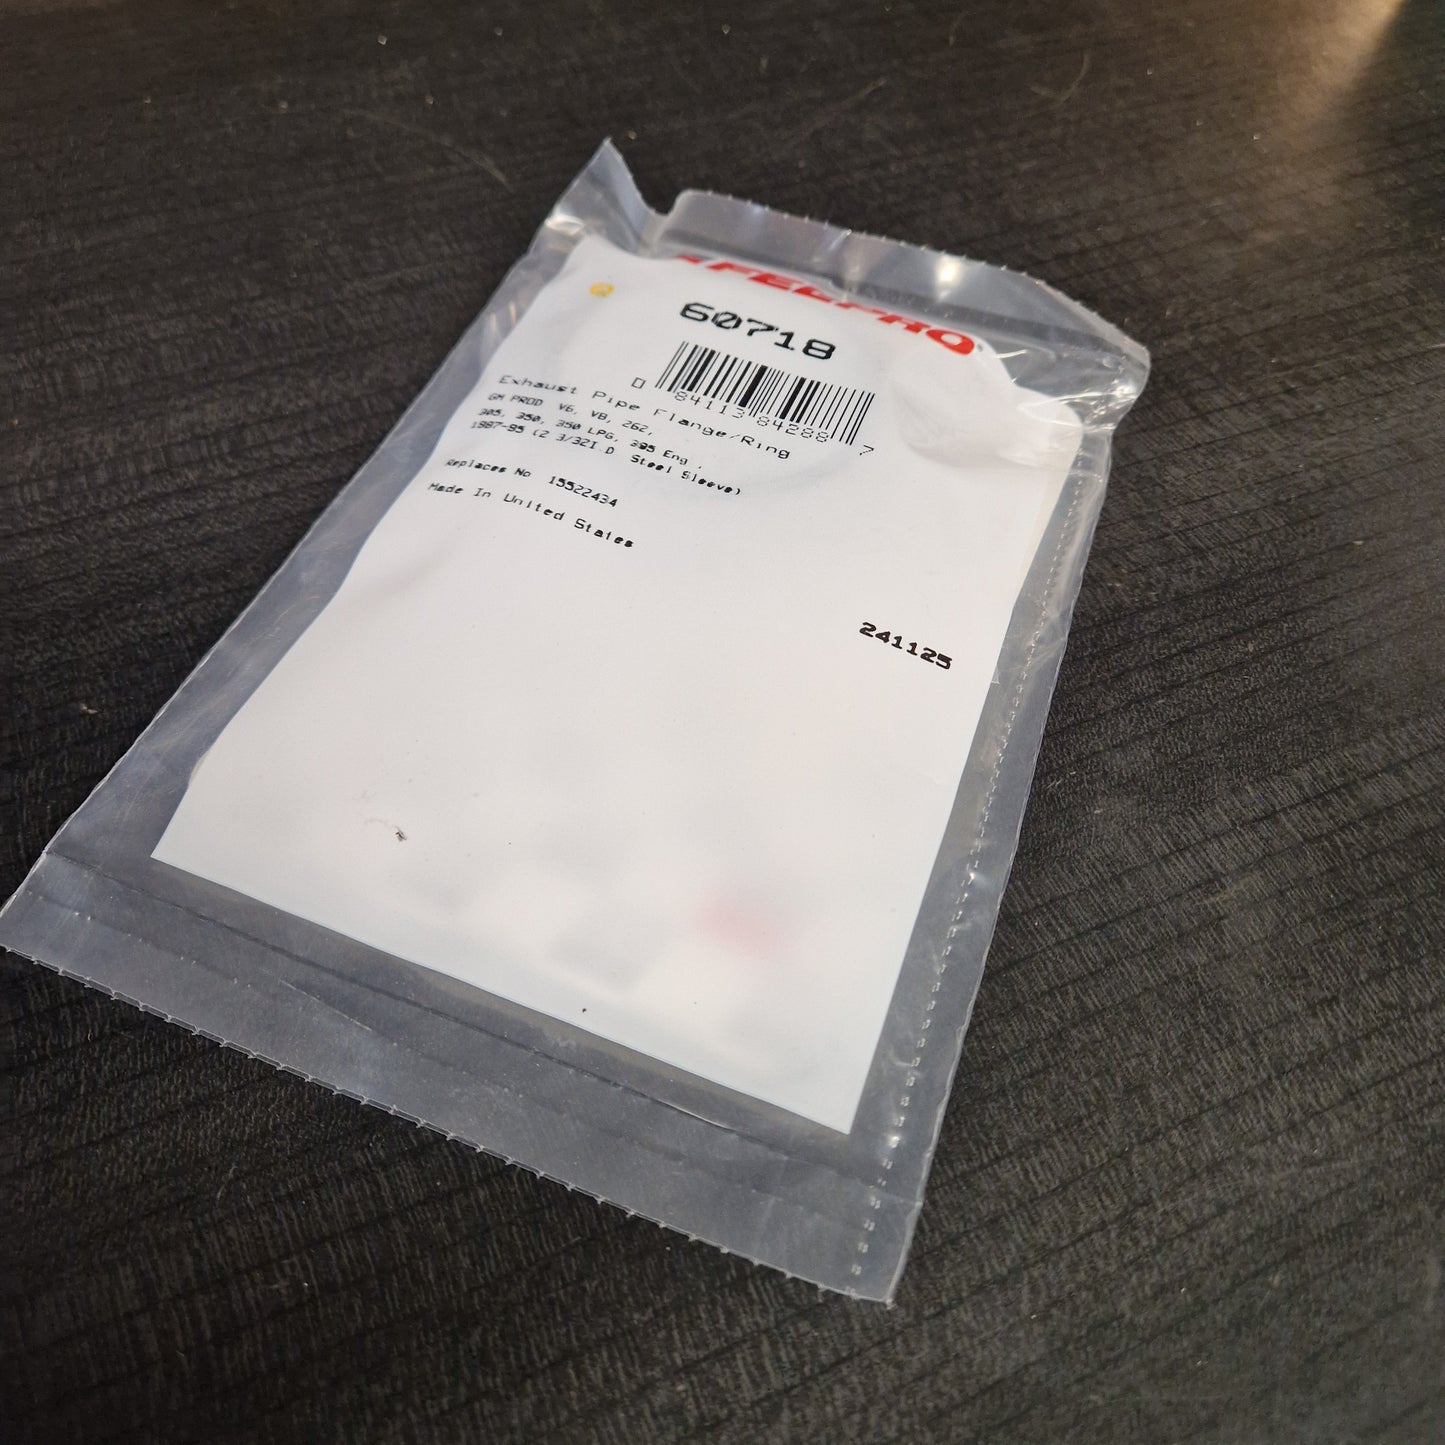 FELPRO
60718
0 84113 84288 7
Exhaust Pipe Flange/Ring
GM PROD V6, V8, 262,
305, 350, 350 LPG, 395 Eng.,
1987-95 (2 3/32I.D Steel Sleeve)
Replaces No 15522434
Made In United States
241125